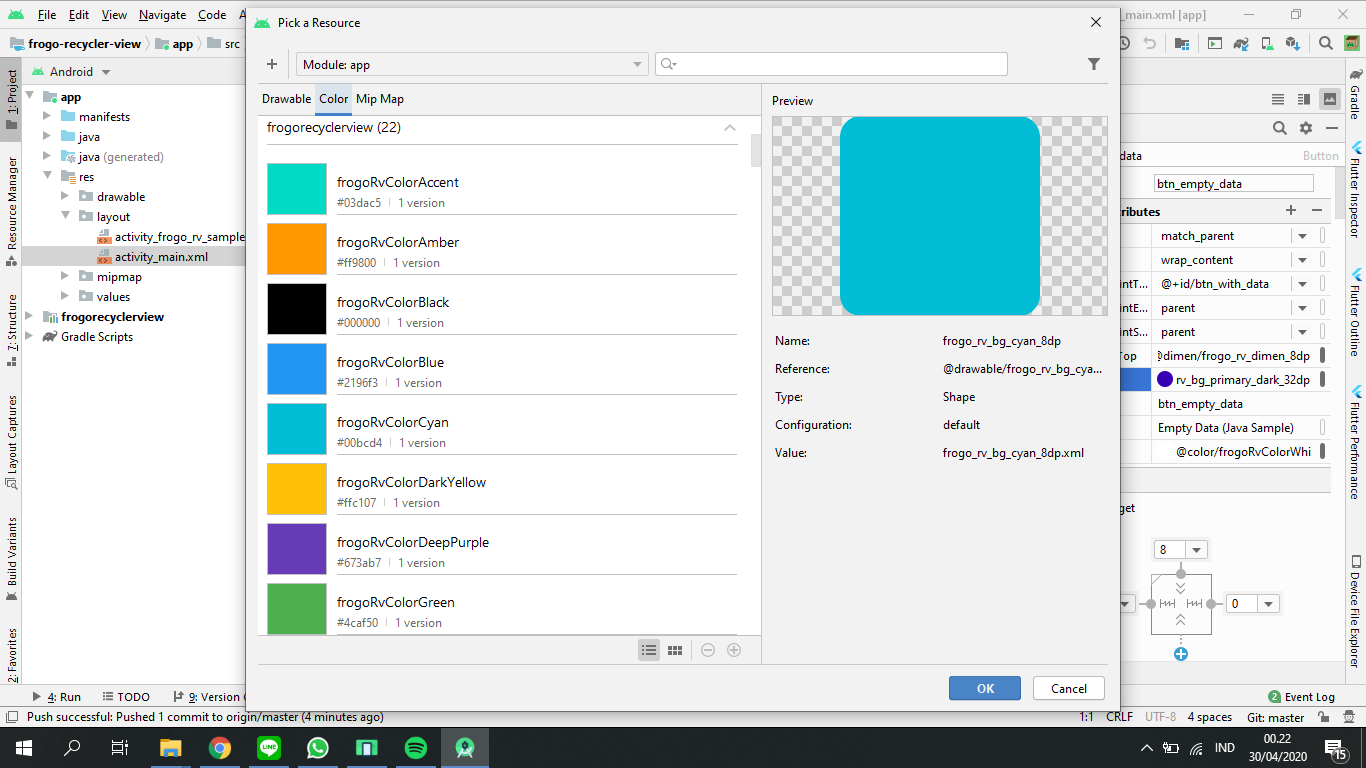 File Edit View Navigate Code A
Pick a Resource
_main.xml [app]
frogo-recycler-view app src
Module: app
Android
1: Project
Resource Manager
7: Structure
Layout Captures
Build Variants
2: Favorites
app
manifests
java
java (generated)
res
drawable
layout
activity_frogo_rv_sample
activity_main.xml
mipmap
values
frogorecyclerview
Gradle Scripts
Drawable Color Mip Map
frogorecyclerview (22)
frogoRvColorAccent
#03dac5 | 1 version
frogoRvColorAmber
#ff9800 | 1 version
frogoRvColorBlack
#000000 | 1 version
frogoRvColorBlue
#2196f3 | 1 version
frogoRvColorCyan
#00bcd4 | 1 version
frogoRvColorDarkYellow
#ffc107 | 1 version
frogoRvColorDeepPurple
#673ab7 | 1 version
frogoRvColorGreen
#4caf50 | 1 version
Preview
Name: frogo_rv_bg_cyan_8dp
Reference: @drawable/frogo_rv_bg_cya...
Type: Shape
Configuration: default
Value: frogo_rv_bg_cyan_8dp.xml
OK Cancel
data Button
btn_empty_data
tributes
match_parent
wrap_content
intT... @+id/btn_with_data
intE... parent
intS... parent
Top @dimen/frogo_rv_dimen_8dp
rv_bg_primary_dark_32dp
btn_empty_data
Empty Data (Java Sample)
@color/frogoRvColorWhi
get
8
0
Gradle
Flutter Inspector
Flutter Outline
Flutter Performance
Device File Explorer
4: Run TODO 9: Version C
2 Event Log
Push successful: Pushed 1 commit to origin/master (4 minutes ago)
1:1 CRLF UTF-8 4 spaces Git: master
LINE
IND
00.22
30/04/2020
15